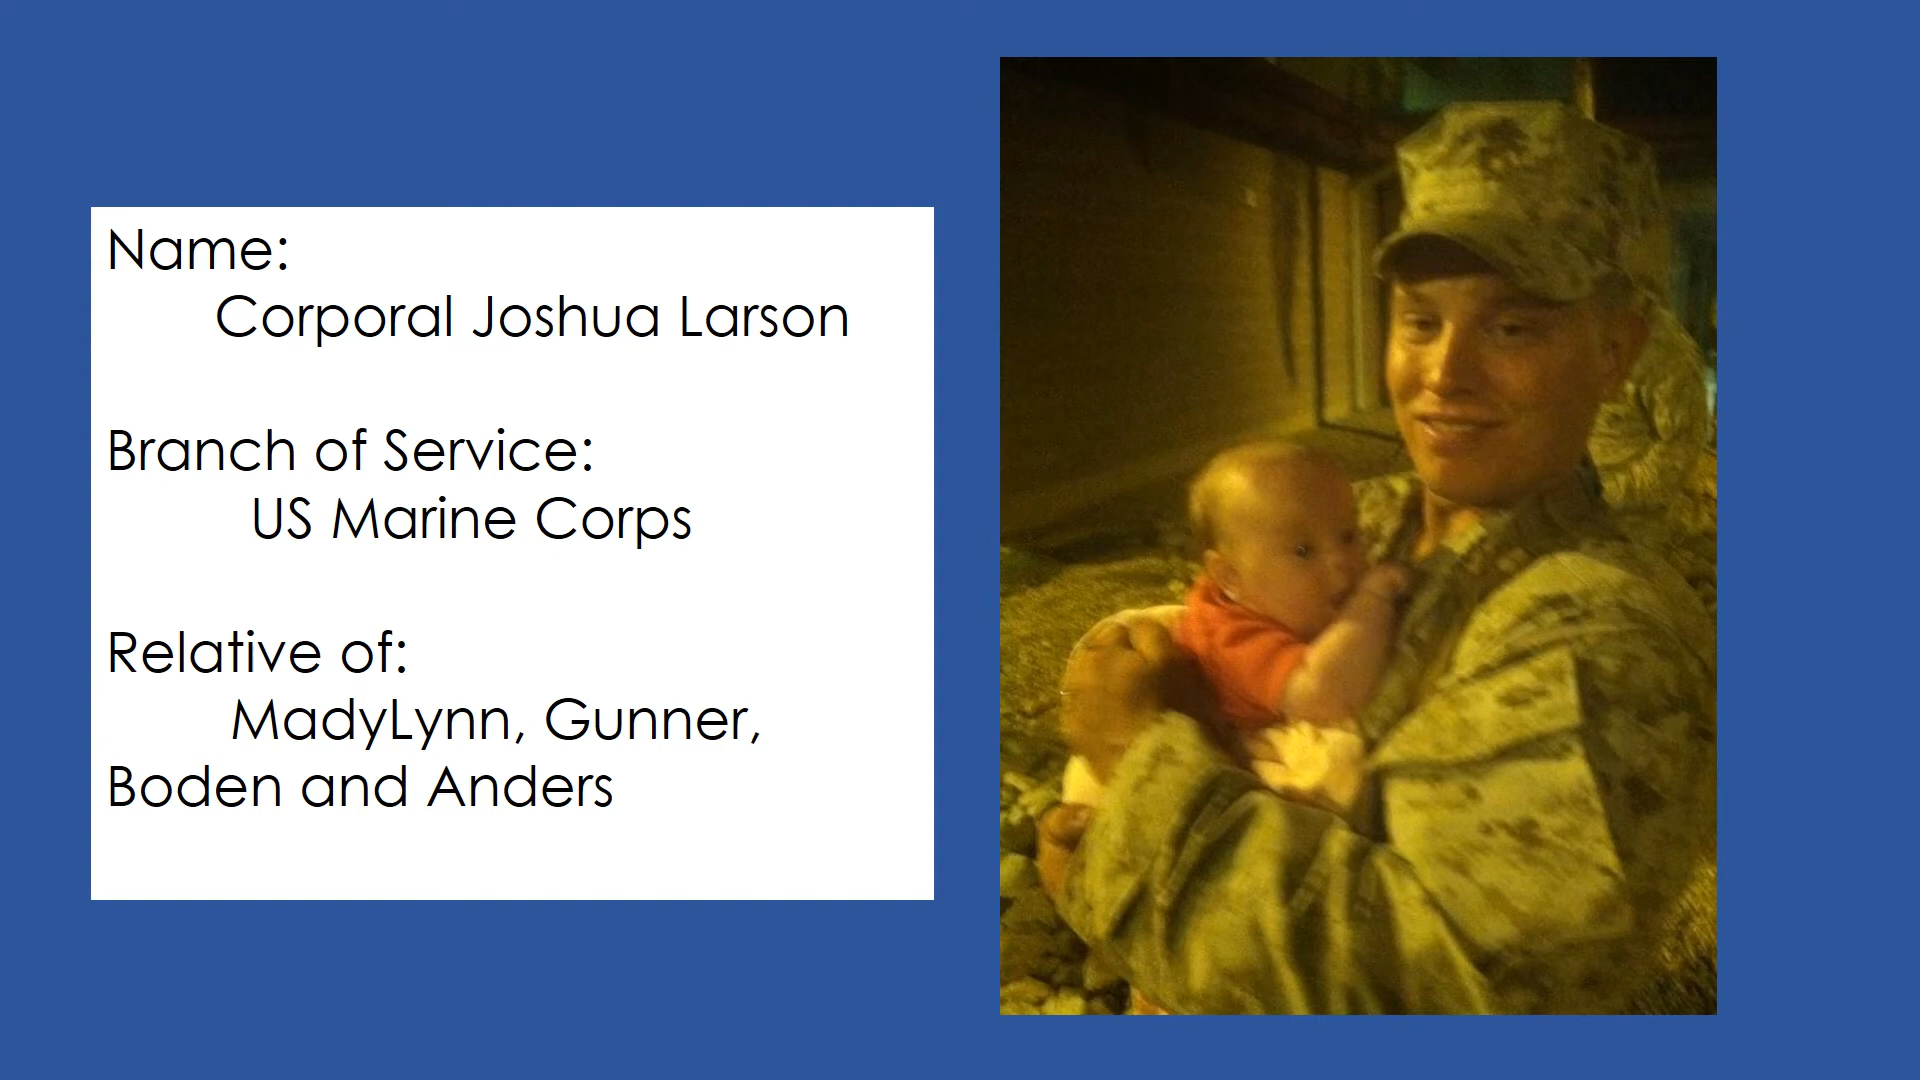 Name:
Corporal Joshua Larson
Branch of Service:
US Marine Corps
Relative of:
MadyLynn, Gunner,
Boden and Anders